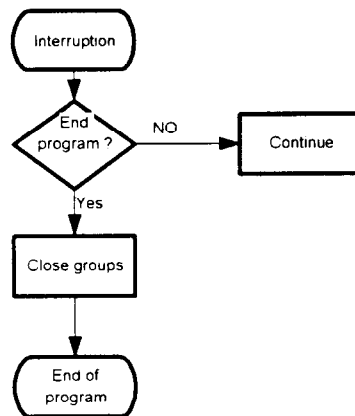 Interruption
End
program ?
NO
Continue
Yes
Close groups
End of
program